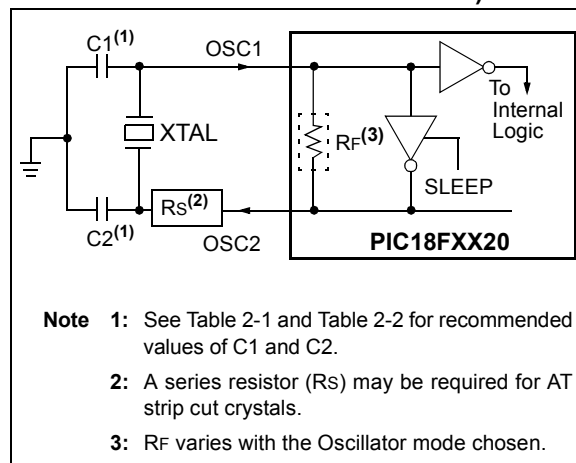 C1(1)
OSC1
To
Internal
Logic
XTAL
RF(3)
SLEEP
C2(1)
RS(2)
OSC2
PIC18FXX20
Note 1: See Table 2-1 and Table 2-2 for recommended
values of C1 and C2.
2: A series resistor (RS) may be required for AT
strip cut crystals.
3: RF varies with the Oscillator mode chosen.